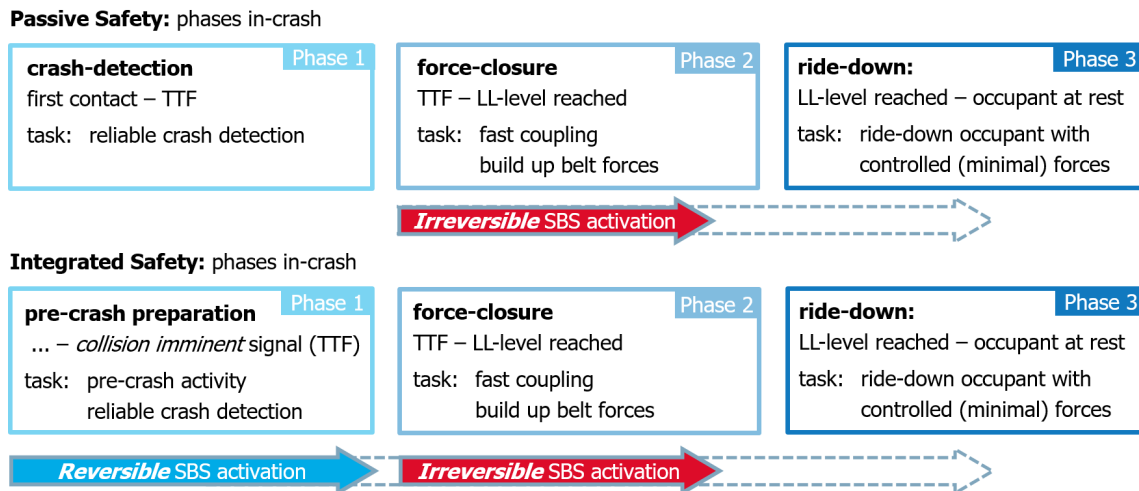 Passive Safety: phases in-crash
Phase 1
crash-detection
first contact – TTF
task: reliable crash detection
Phase 2
force-closure
TTF – LL-level reached
task: fast coupling
build up belt forces
Phase 3
ride-down:
LL-level reached – occupant at rest
task: ride-down occupant with
controlled (minimal) forces
Irreversible SBS activation
Integrated Safety: phases in-crash
Phase 1
pre-crash preparation
... – collision imminent signal (TTF)
task: pre-crash activity
reliable crash detection
Phase 2
force-closure
TTF – LL-level reached
task: fast coupling
build up belt forces
Phase 3
ride-down:
LL-level reached – occupant at rest
task: ride-down occupant with
controlled (minimal) forces
Reversible SBS activation
Irreversible SBS activation